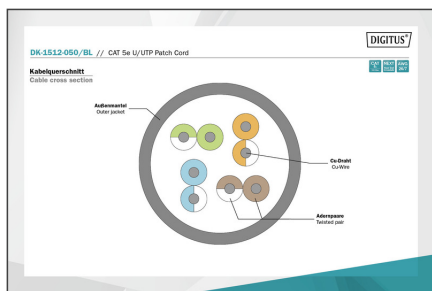 DIGITUS®
DK-1512-050/BL // CAT 5e U/UTP Patch Cord
Kabelquerschnitt
Cable cross section
Außenmantel
Outer jacket
Cu-Draht
Cu-Wire
Adernpaare
Twisted pair